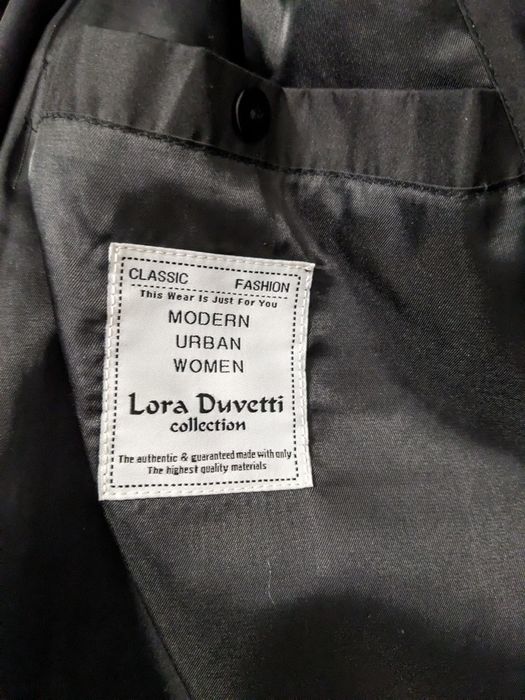 CLASSIC FASHION
This Wear Is Just For You
MODERN
URBAN
WOMEN
Lora Duvetti
collection
The authentic & guaranteed made with only
The highest quality materials